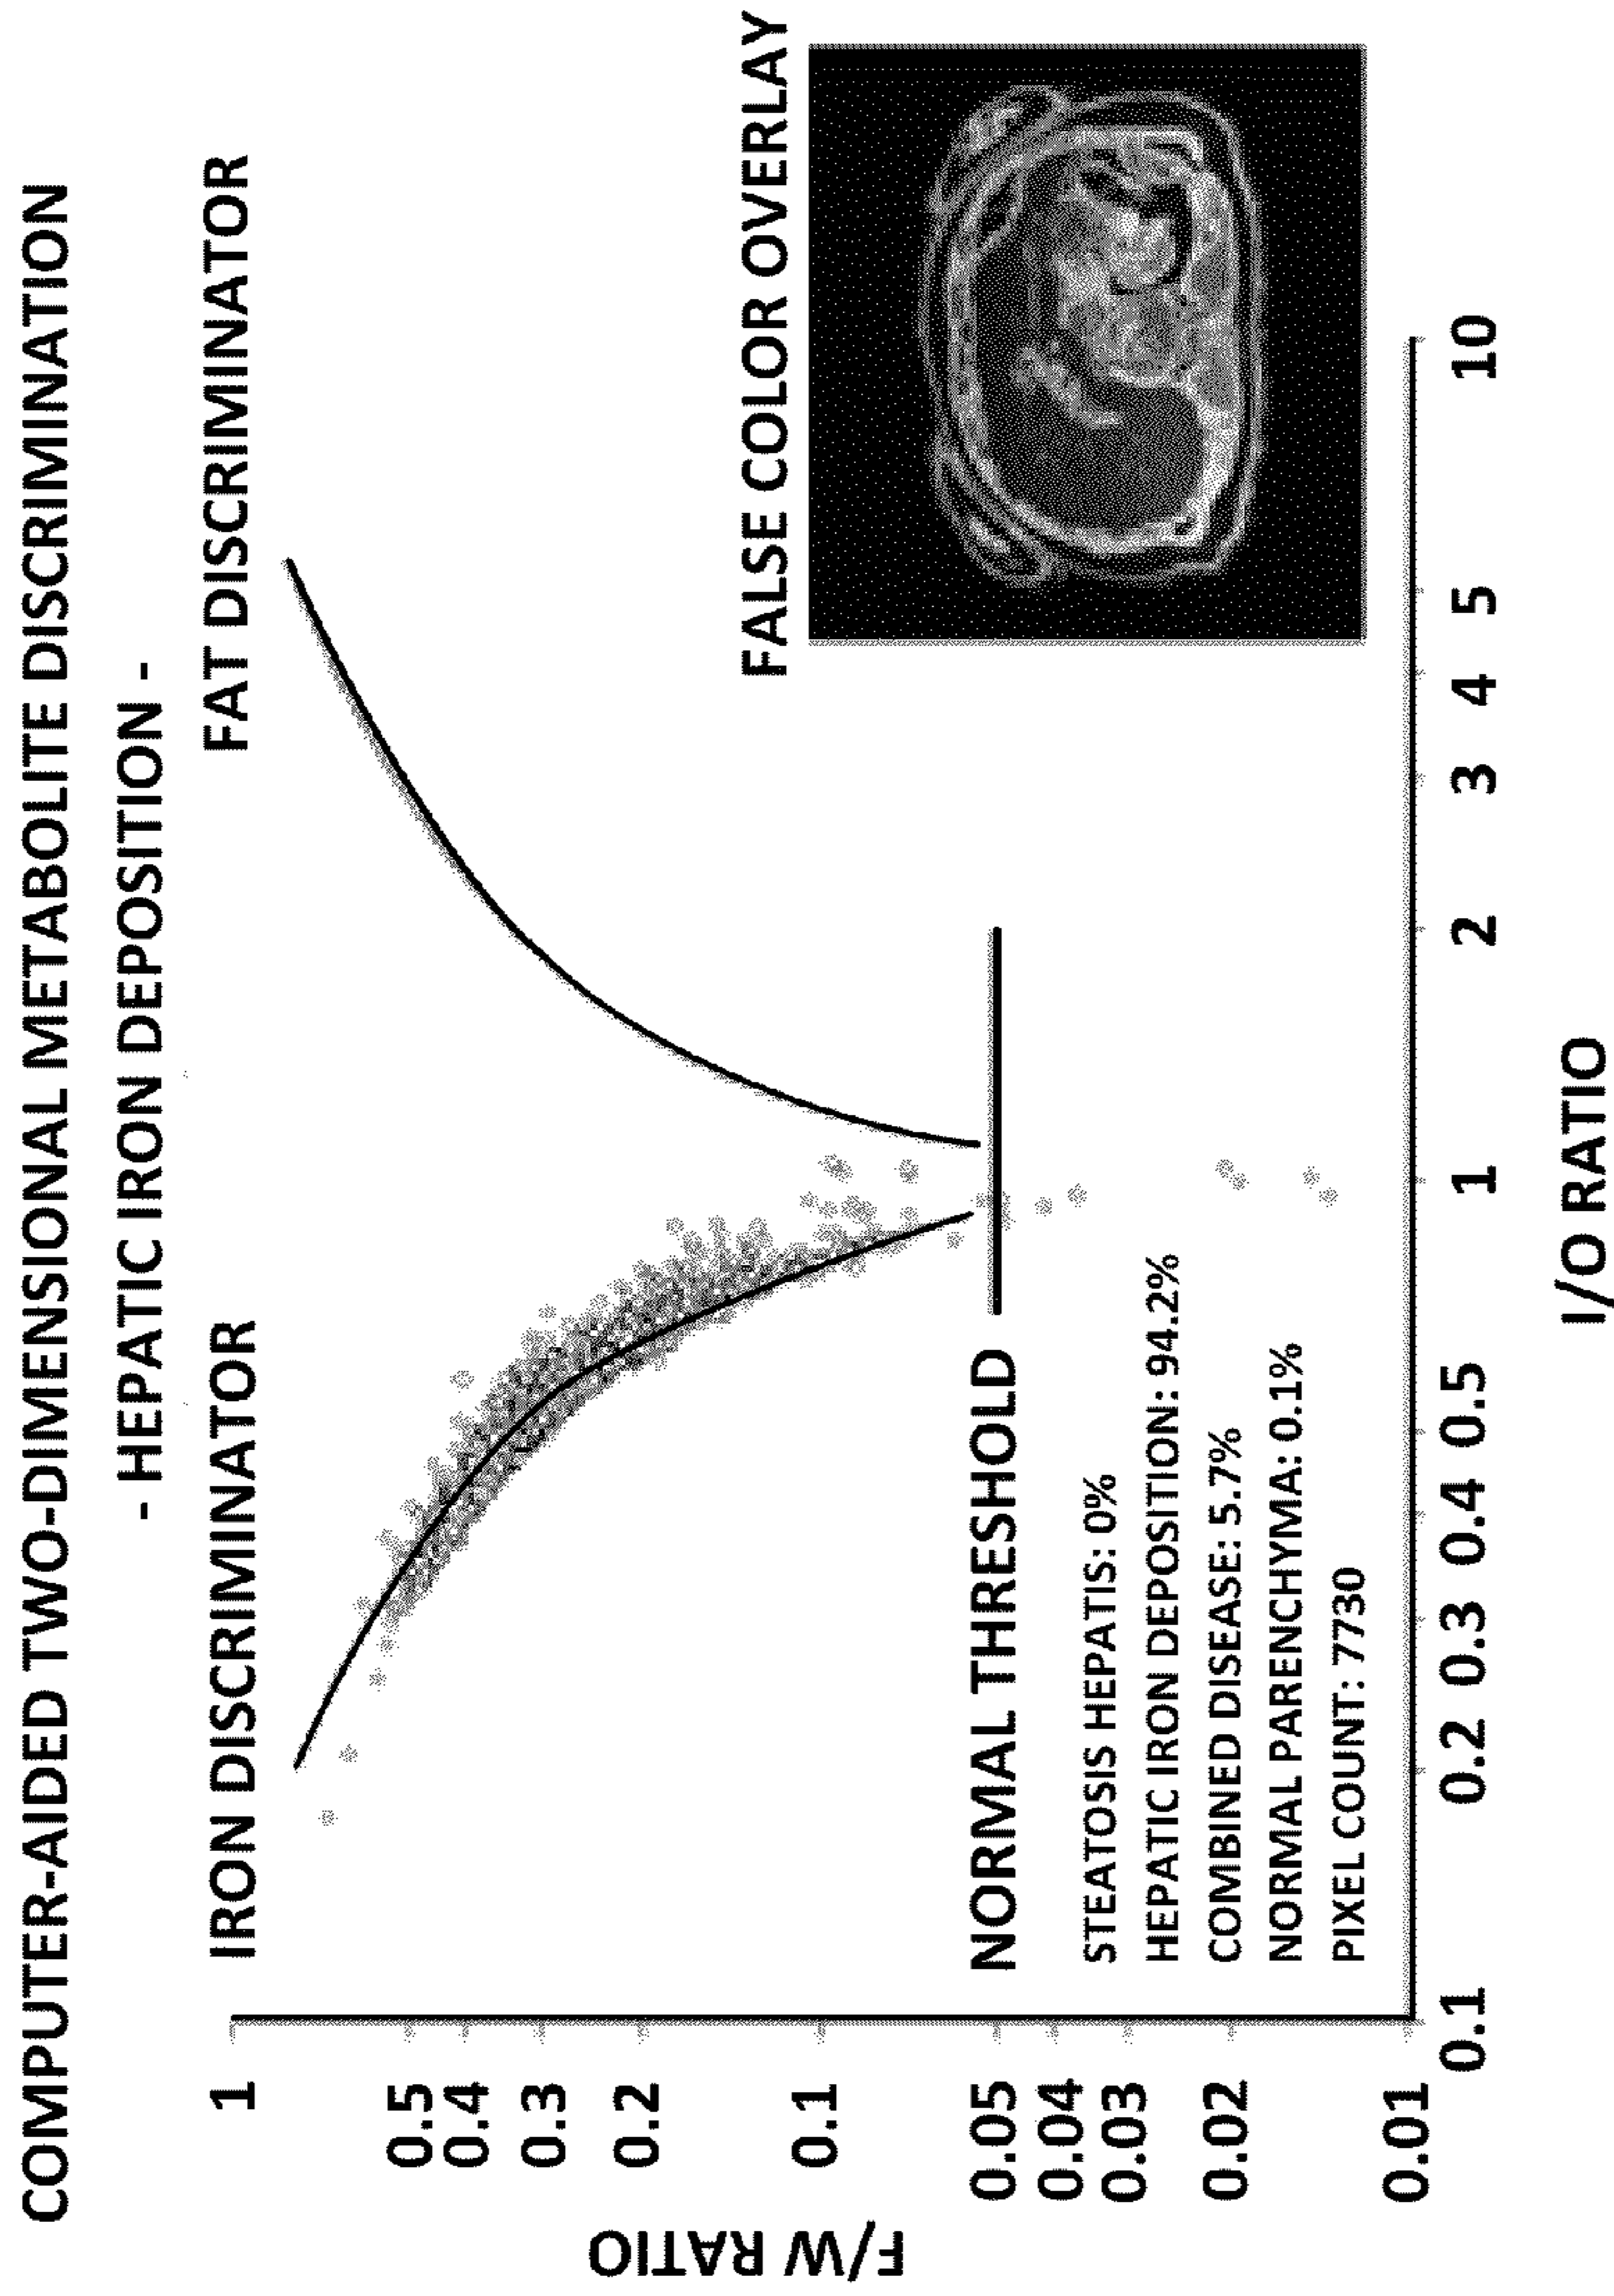 COMPUTER-AIDED TWO-DIMENSIONAL METABOLITE DISCRIMINATION
- HEPATIC IRON DEPOSITION -
IRON DISCRIMINATOR
FAT DISCRIMINATOR
F/W RATIO
1
0.5
0.4
0.3
0.2
0.1
0.05
0.04
0.03
0.02
0.01
FALSE COLOR OVERLAY
NORMAL THRESHOLD
STEATOSIS HEPATIS: 0%
HEPATIC IRON DEPOSITION: 94.2%
COMBINED DISEASE: 5.7%
NORMAL PARENCHYMA: 0.1%
PIXEL COUNT: 7730
0.1 0.2 0.3 0.4 0.5 1 2 3 4 5 10
I/O RATIO